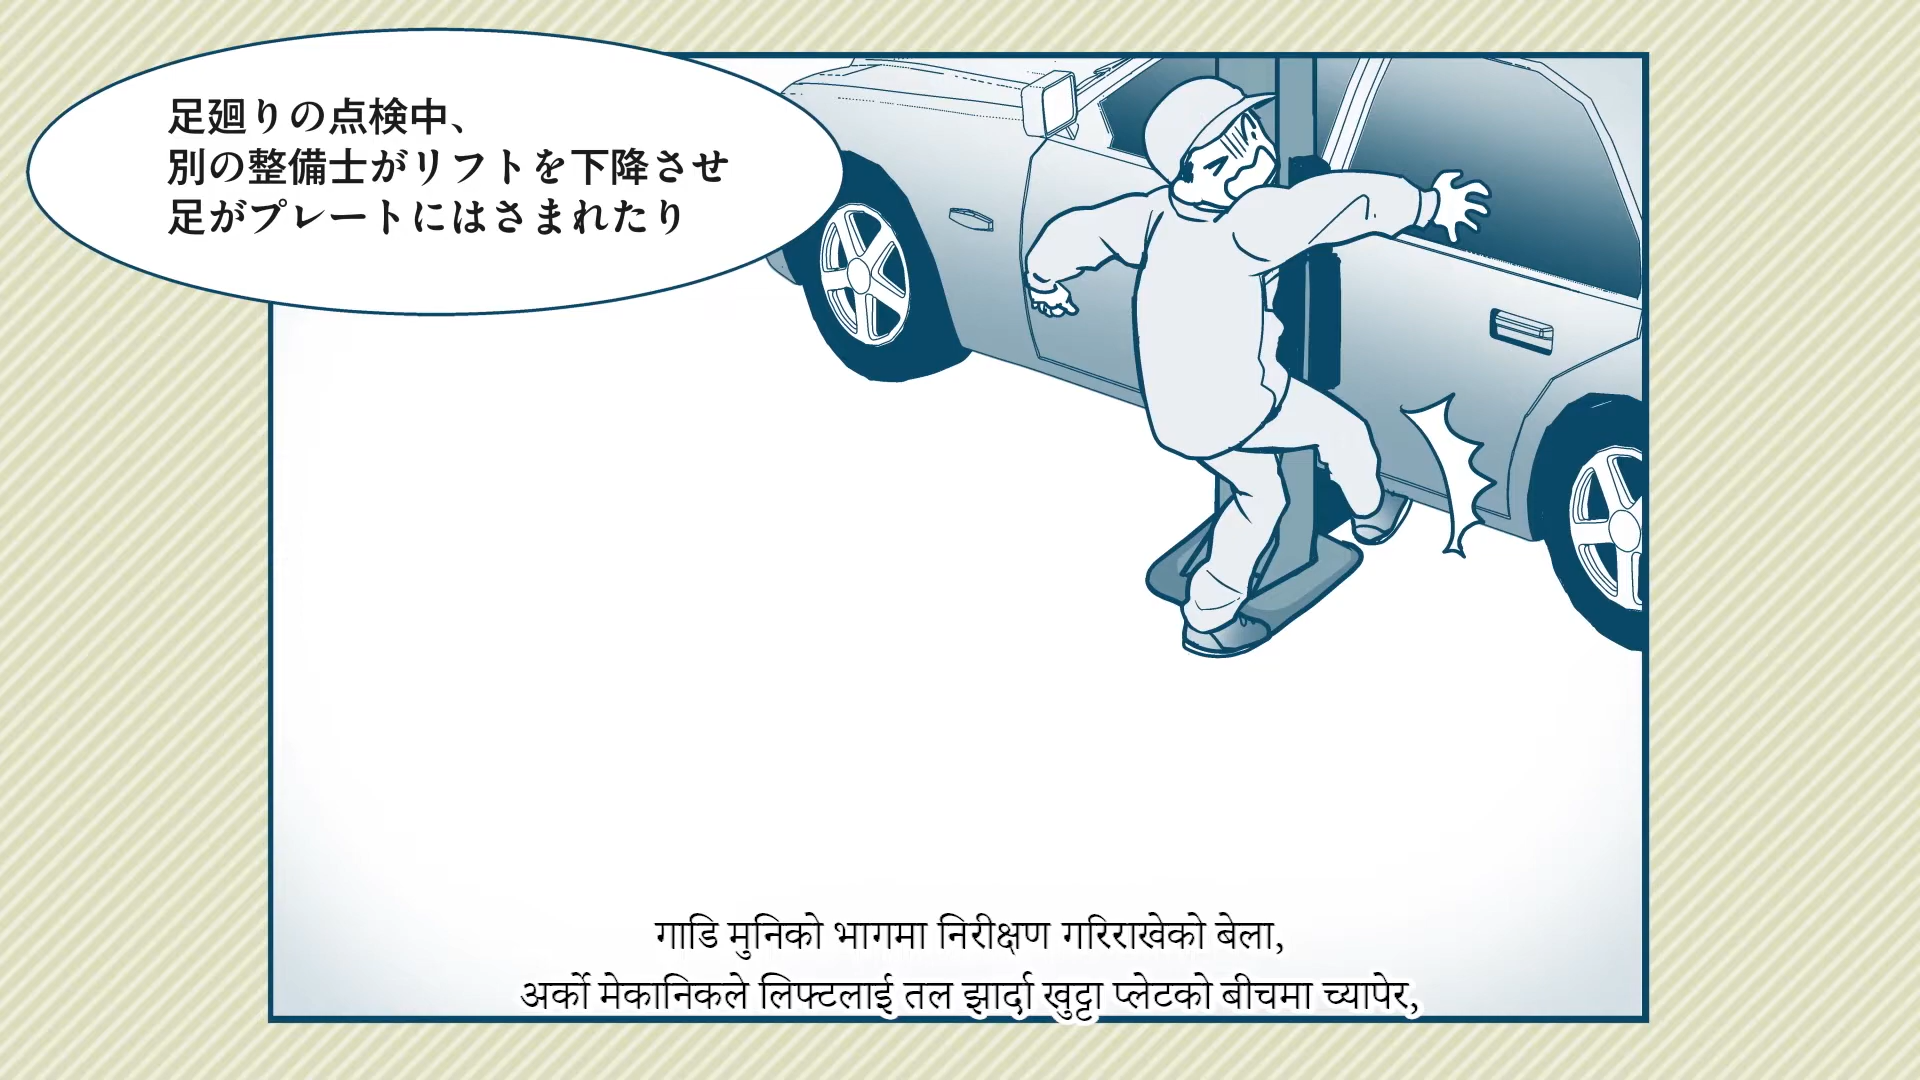 足廻りの点検中、
別の整備士がリフトを下降させ
足がプレートにはさまれたり
गाडि मुनिको भागमा निरीक्षण गरिराखेको बेला,
अर्को मेकानिकले लिफ्टलाई तल झार्दा खुट्टा प्लेटको बीचमा च्यापेर,